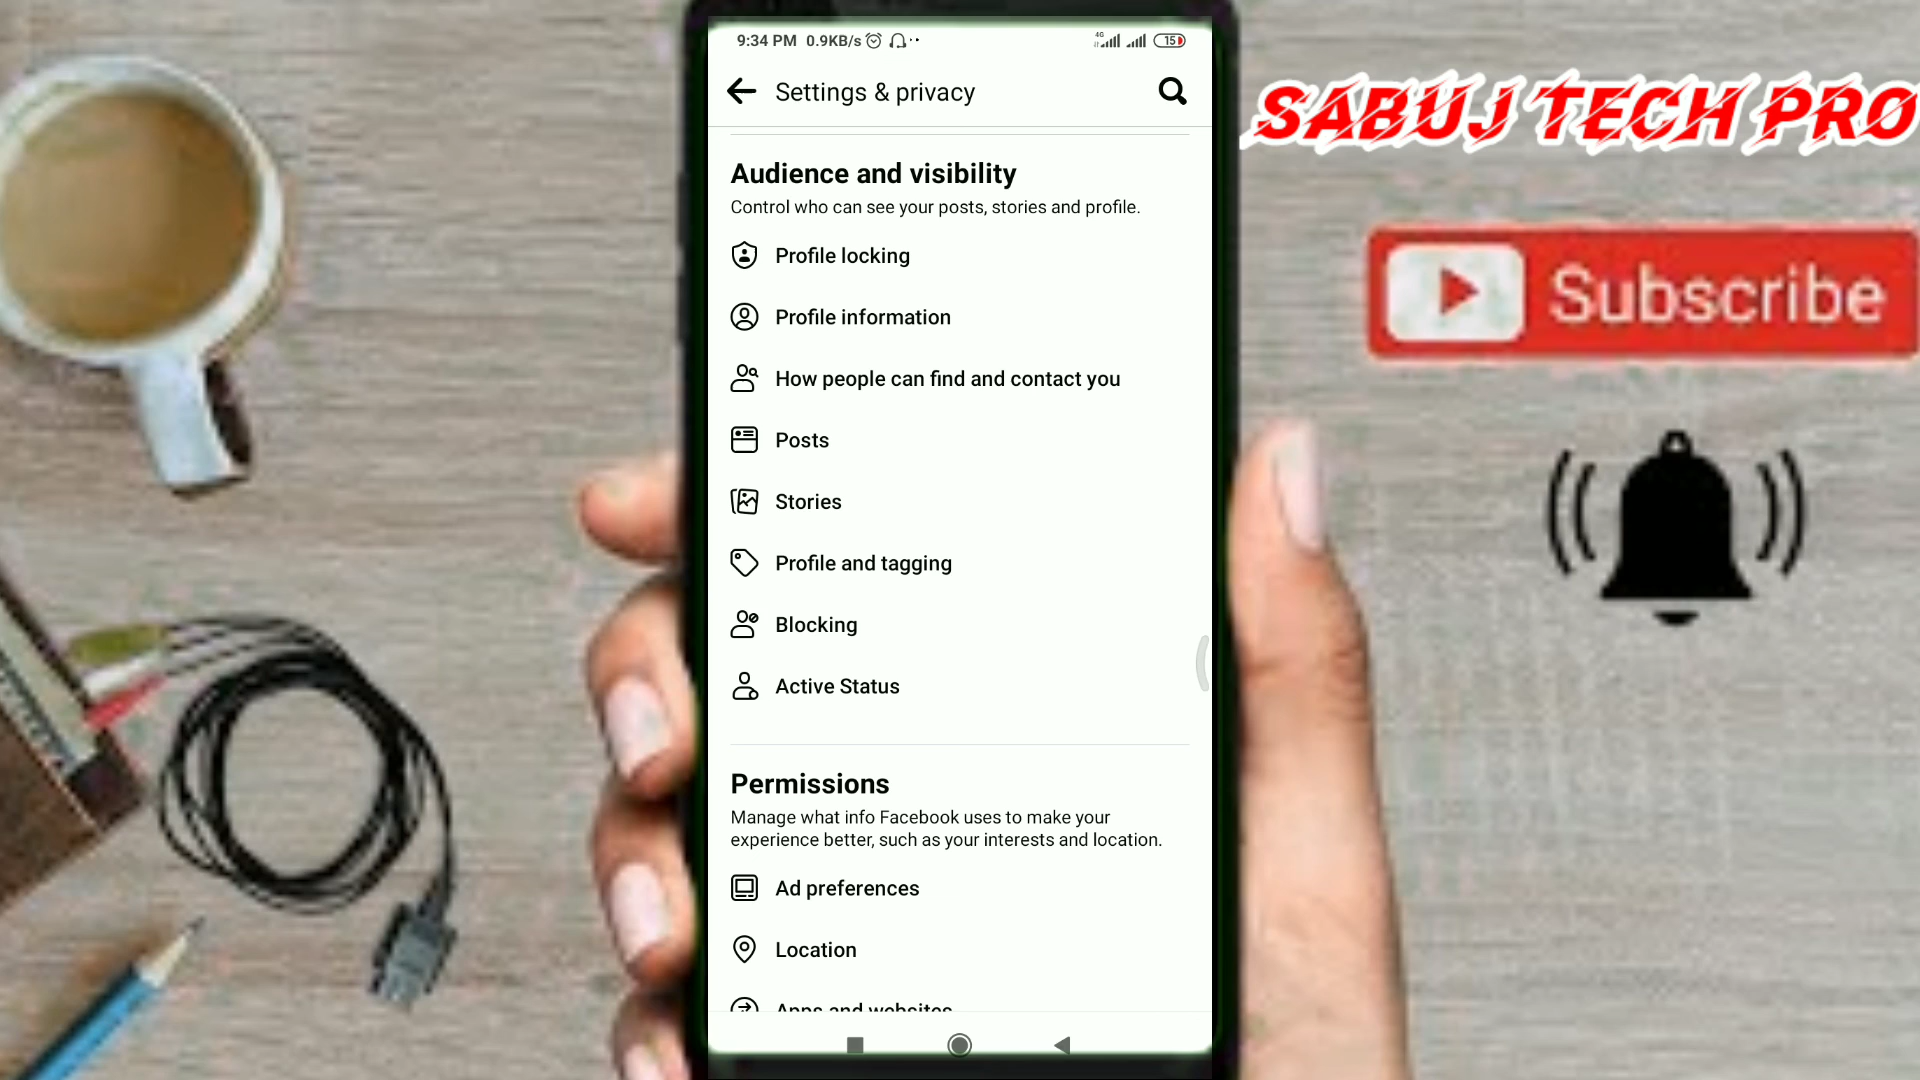 9:34 PM 0.9KB/s
4G
15
Settings & privacy
SABUJ TECH PRO
Audience and visibility
Control who can see your posts, stories and profile.
Profile locking
Profile information
How people can find and contact you
Posts
Stories
Profile and tagging
Blocking
Active Status
Permissions
Manage what info Facebook uses to make your
experience better, such as your interests and location.
Ad preferences
Location
Apps and websites
Subscribe